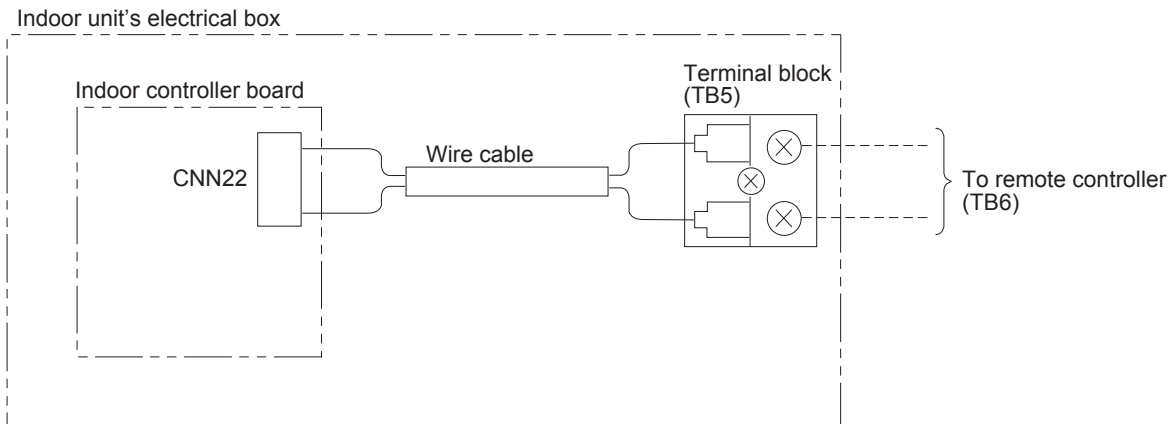 Indoor unit's electrical box
Indoor controller board
Terminal block
(TB5)
CNN22
Wire cable
To remote controller
(TB6)